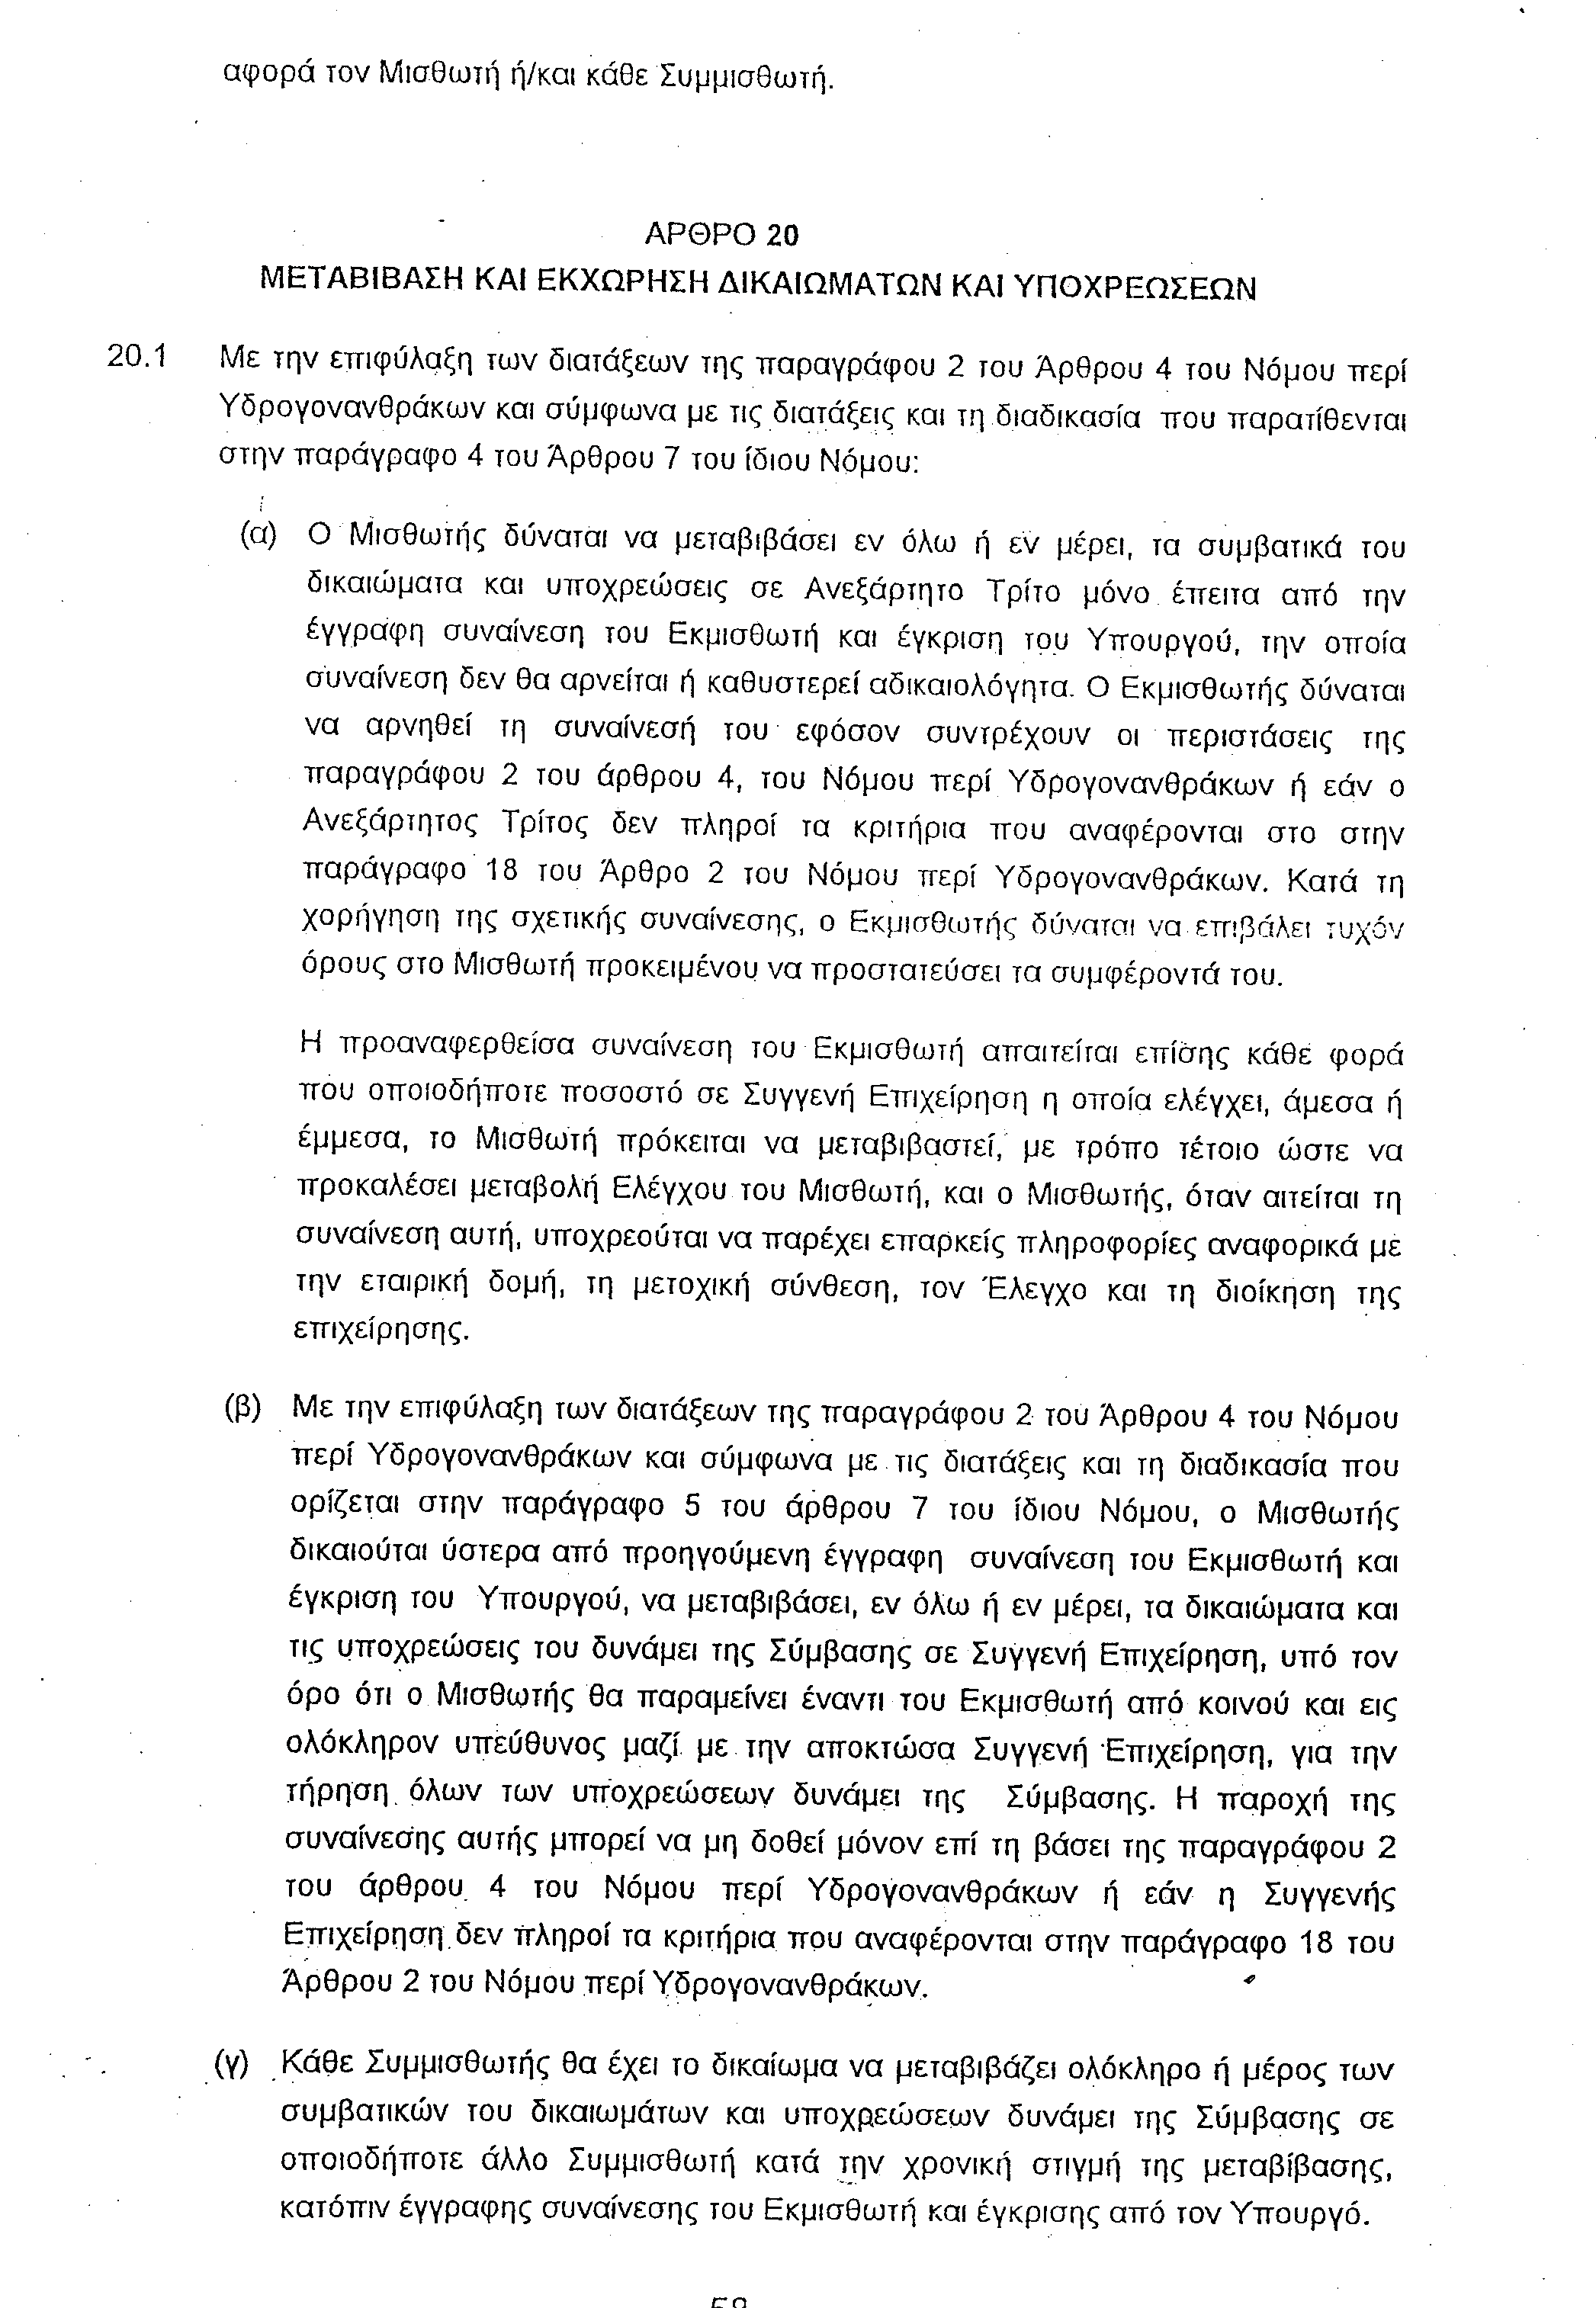 αφορά τον Μισθωτή ή/και κάθε Συμμισθωτή.
ΑΡΘΡΟ 20
ΜΕΤΑΒΙΒΑΣΗ ΚΑΙ ΕΚΧΩΡΗΣΗ ΔΙΚΑΙΩΜΑΤΩΝ ΚΑΙ ΥΠΟΧΡΕΩΣΕΩΝ
20.1 Με την επιφύλαξη των διατάξεων της παραγράφου 2 του Άρθρου 4 του Νόμου περί
Υδρογονανθράκων και σύμφωνα με τις διατάξεις και τη διαδικασία που παρατίθενται
στην παράγραφο 4 του Άρθρου 7 του ίδιου Νόμου:
(α) Ο Μισθωτής δύναται να μεταβιβάσει εν όλω ή εν μέρει, τα συμβατικά του
δικαιώματα και υποχρεώσεις σε Ανεξάρτητο Τρίτο μόνο έπειτα από την
έγγραφη συναίνεση του Εκμισθωτή και έγκριση του Υπουργού, την οποία
συναίνεση δεν θα αρνείται ή καθυστερεί αδικαιολόγητα. Ο Εκμισθωτής δύναται
να αρνηθεί τη συναίνεσή του εφόσον συντρέχουν οι περιστάσεις της
παραγράφου 2 του άρθρου 4, του Νόμου περί Υδρογονανθράκων ή εάν ο
Ανεξάρτητος Τρίτος δεν πληροί τα κριτήρια που αναφέρονται στο στην
παράγραφο 18 του Άρθρο 2 του Νόμου περί Υδρογονανθράκων. Κατά τη
χορήγηση της σχετικής συναίνεσης, ο Εκμισθωτής δύναται να επιβάλει τυχόν
όρους στο Μισθωτή προκειμένου να προστατεύσει τα συμφέροντά του.
Η προαναφερθείσα συναίνεση του Εκμισθωτή απαιτείται επίσης κάθε φορά
που οποιοδήποτε ποσοστό σε Συγγενή Επιχείρηση η οποία ελέγχει, άμεσα ή
έμμεσα, το Μισθωτή πρόκειται να μεταβιβαστεί, με τρόπο τέτοιο ώστε να
προκαλέσει μεταβολή Ελέγχου του Μισθωτή, και ο Μισθωτής, όταν αιτείται τη
συναίνεση αυτή, υποχρεούται να παρέχει επαρκείς πληροφορίες αναφορικά με
την εταιρική δομή, τη μετοχική σύνθεση, τον Έλεγχο και τη διοίκηση της
επιχείρησης.
(β) Με την επιφύλαξη των διατάξεων της παραγράφου 2 του Άρθρου 4 του Νόμου
περί Υδρογονανθράκων και σύμφωνα με τις διατάξεις και τη διαδικασία που
ορίζεται στην παράγραφο 5 του άρθρου 7 του ίδιου Νόμου, ο Μισθωτής
δικαιούται ύστερα από προηγούμενη έγγραφη συναίνεση του Εκμισθωτή και
έγκριση του Υπουργού, να μεταβιβάσει, εν όλω ή εν μέρει, τα δικαιώματα και
τις υποχρεώσεις του δυνάμει της Σύμβασης σε Συγγενή Επιχείρηση, υπό τον
όρο ότι ο Μισθωτής θα παραμείνει έναντι του Εκμισθωτή από κοινού και εις
ολόκληρον υπεύθυνος μαζί με την αποκτώσα Συγγενή Επιχείρηση, για την
τήρηση όλων των υποχρεώσεων δυνάμει της Σύμβασης. Η παροχή της
συναίνεσης αυτής μπορεί να μη δοθεί μόνον επί τη βάσει της παραγράφου 2
του άρθρου 4 του Νόμου περί Υδρογονανθράκων ή εάν η Συγγενής
Επιχείρηση δεν πληροί τα κριτήρια που αναφέρονται στην παράγραφο 18 του
Άρθρου 2 του Νόμου περί Υδρογονανθράκων.
(γ) Κάθε Συμμισθωτής θα έχει το δικαίωμα να μεταβιβάζει ολόκληρο ή μέρος των
συμβατικών του δικαιωμάτων και υποχρεώσεων δυνάμει της Σύμβασης σε
οποιοδήποτε άλλο Συμμισθωτή κατά την χρονική στιγμή της μεταβίβασης,
κατόπιν έγγραφης συναίνεσης του Εκμισθωτή και έγκρισης από τον Υπουργό.